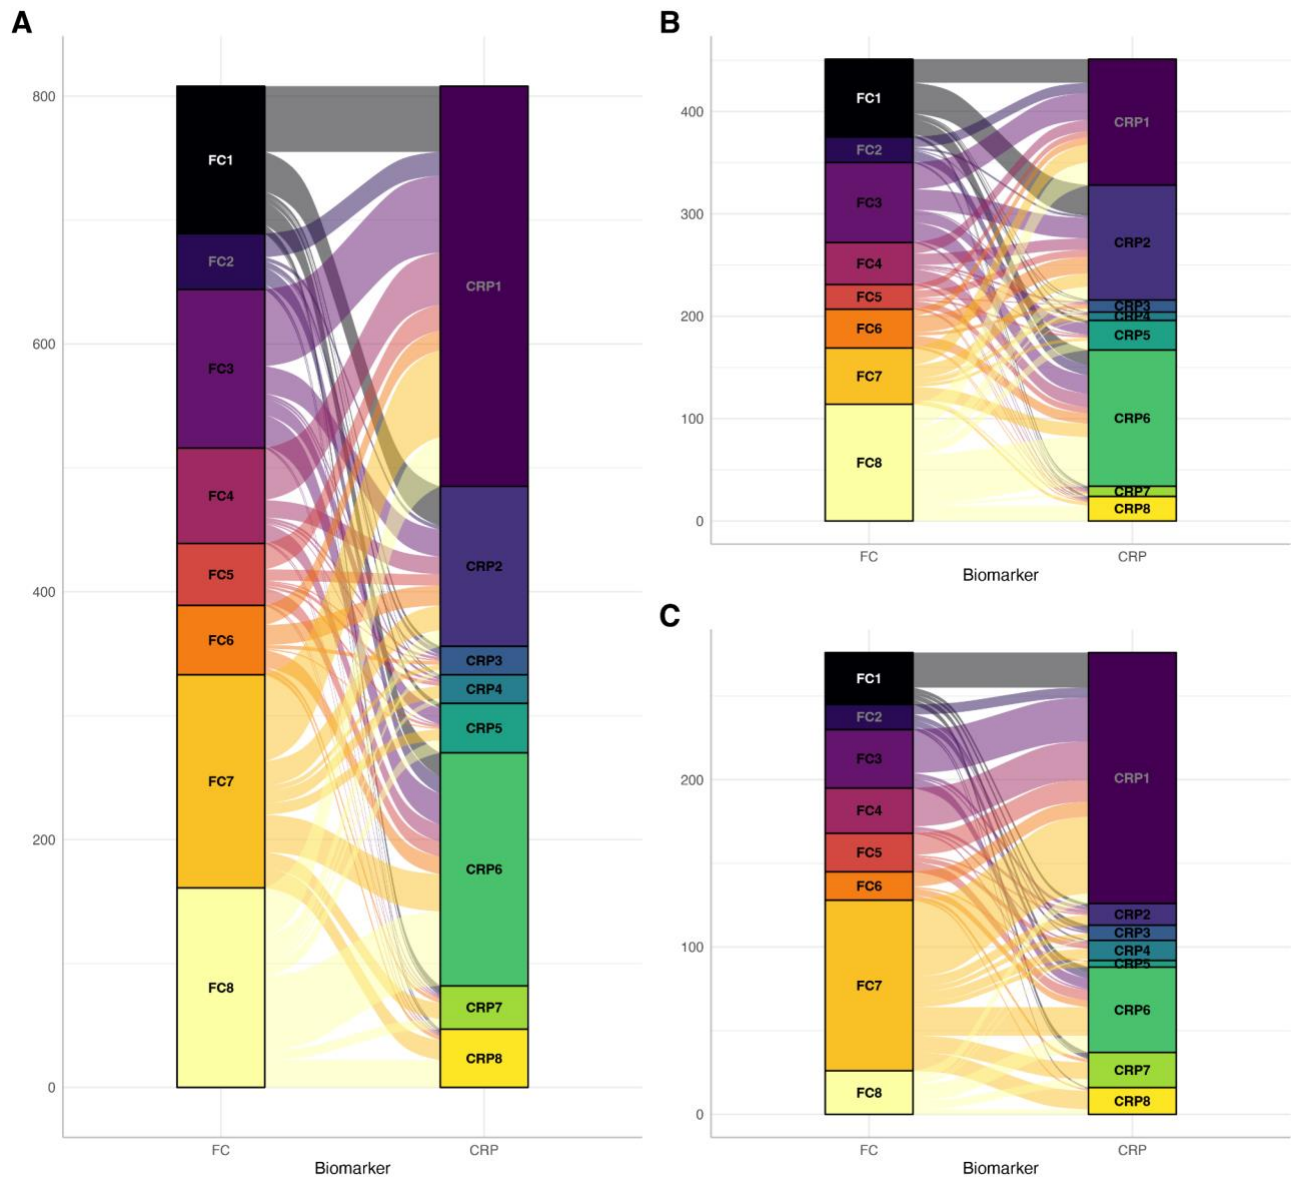 A
800
600
400
200
0
FC1
FC2
FC3
FC4
FC5
FC6
FC7
FC8
CRP1
CRP2
CRP3
CRP4
CRP5
CRP6
CRP7
CRP8
FC
CRP
Biomarker
B
400
300
200
100
0
FC1
FC2
FC3
FC4
FC5
FC6
FC7
FC8
CRP1
CRP2
CRP3
CRP4
CRP5
CRP6
CRP7
CRP8
FC
CRP
Biomarker
C
200
100
0
FC1
FC2
FC3
FC4
FC5
FC6
FC7
FC8
CRP1
CRP2
CRP3
CRP4
CRP5
CRP6
CRP7
CRP8
FC
CRP
Biomarker